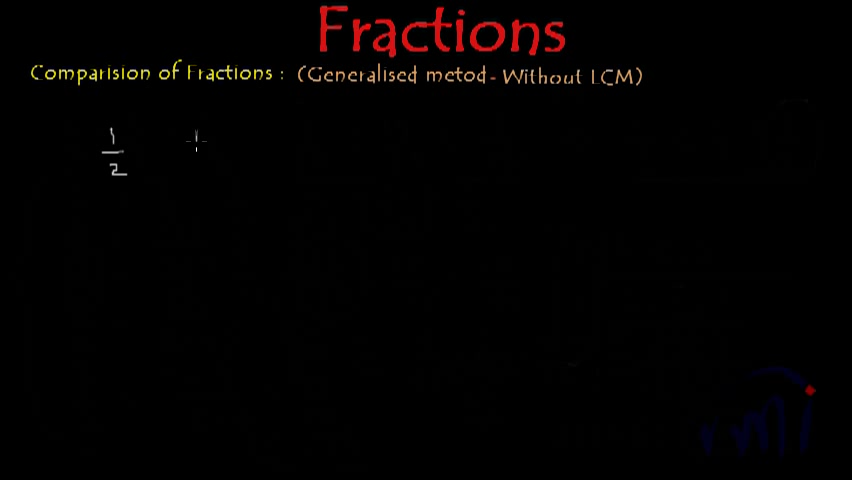 Fractions
Comparision of Fractions : (Generalised metod - Without LCM)
1
2